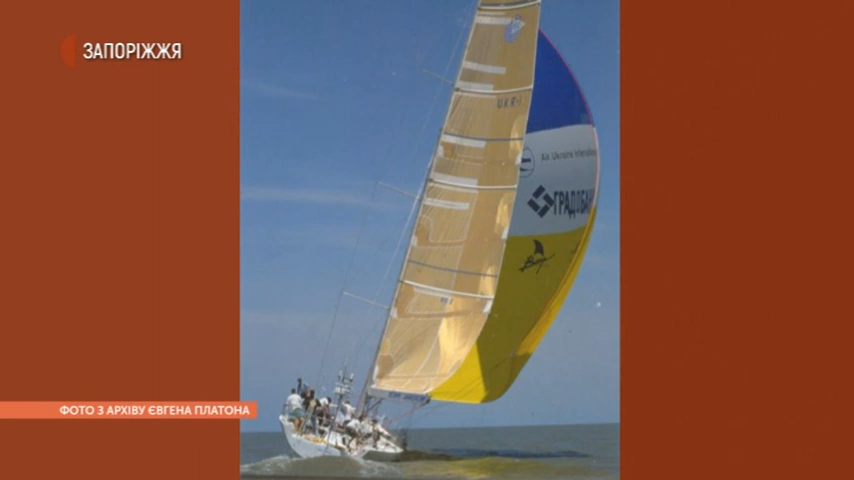 ЗАПОРІЖЖЯ
UKR-1
Air Ukraine International
ГРАДОБАНК
ФОТО З АРХІВУ ЄВГЕНА ПЛАТОНА